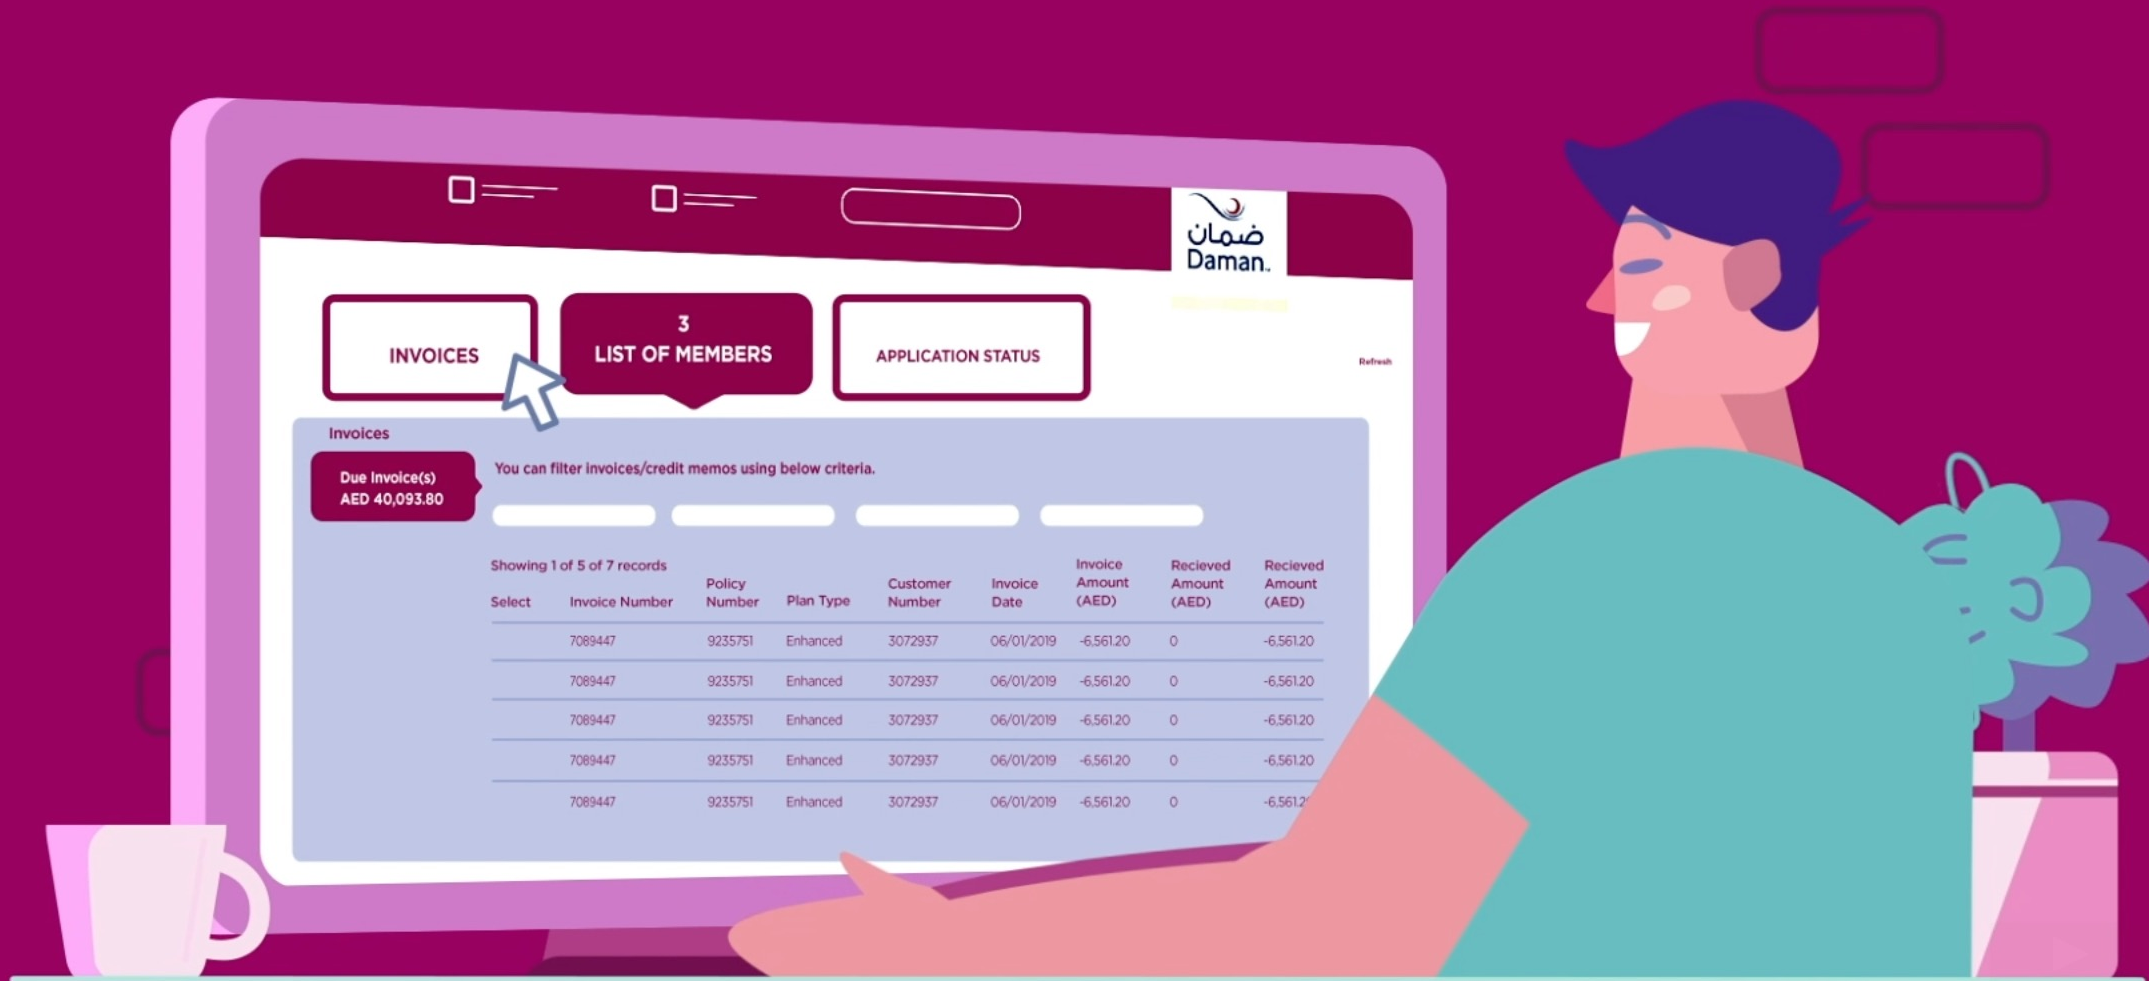 ضمان
Daman
INVOICES
3
LIST OF MEMBERS
APPLICATION STATUS
Refresh
Invoices
Due Invoice(s)
AED 40,093.80
You can filter invoices/credit memos using below criteria.
Showing 1 of 5 of 7 records
Select Invoice Number Policy Number Plan Type Customer Number Invoice Date Invoice Amount (AED) Recieved Amount (AED) Recieved Amount (AED)
7089447 9235751 Enhanced 3072937 06/01/2019 -6,561.20 0 -6,561.20
7089447 9235751 Enhanced 3072937 06/01/2019 -6,561.20 0 -6,561.20
7089447 9235751 Enhanced 3072937 06/01/2019 -6,561.20 0 -6,561.20
7089447 9235751 Enhanced 3072937 06/01/2019 -6,561.20 0 -6,561.20
7089447 9235751 Enhanced 3072937 06/01/2019 -6,561.20 0 -6,561.2